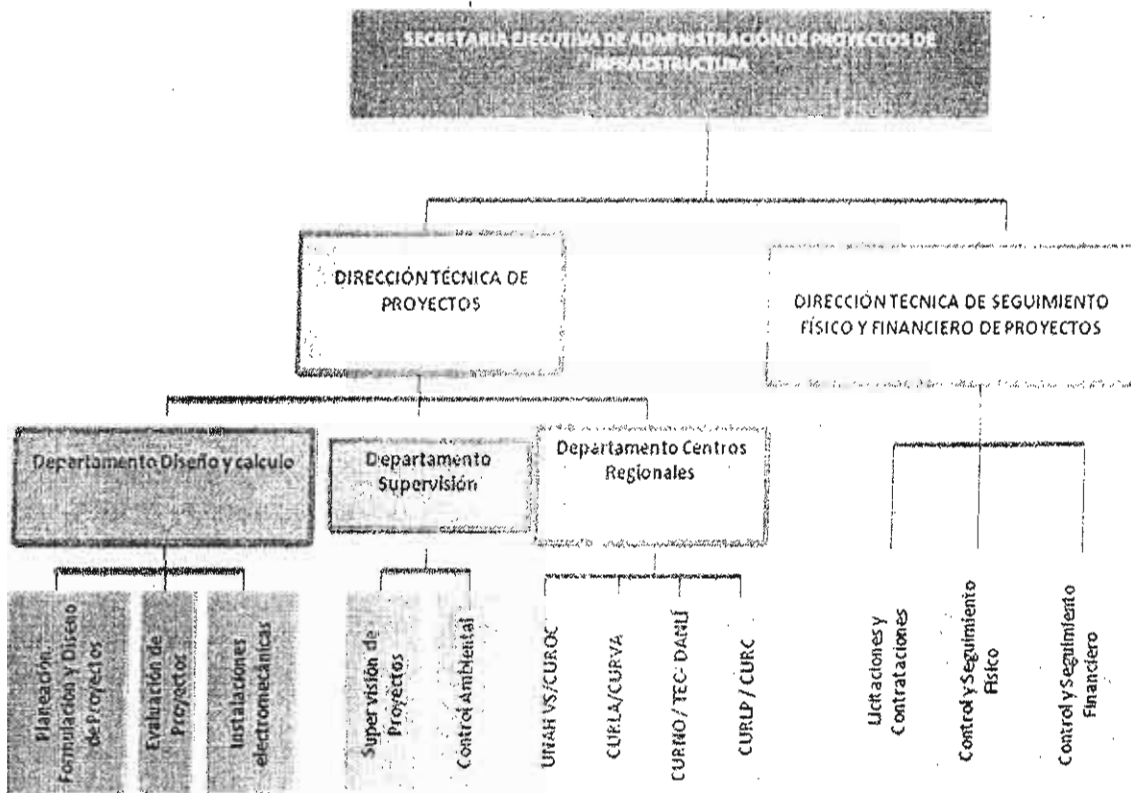 SECRETARIA EJECUTIVA DE ADMINISTRACIÓN DE PROYECTOS DE
INFRAESTRUCTURA
DIRECCIÓN TÉCNICA DE
PROYECTOS
DIRECCIÓN TECNICA DE SEGUIMIENTO
FÍSICO Y FINANCIERO DE PROYECTOS
Departamento Diseño y calculo
Departamento
Supervisión
Departamento Centros
Regionales
Planeación,
Formulación y Diseño
de Proyectos
Evaluación de
Proyectos
Instalaciones
electromecánicas
Supervisión de
Proyectos
Control Ambiental
UNAH VS/CUROC
CURLA/CURVA
CURNO / TEC- DANLÍ
CURLP / CURC
Licitaciones y
Contrataciones
Control y Seguimiento
Físico
Control y Seguimiento
Financiero